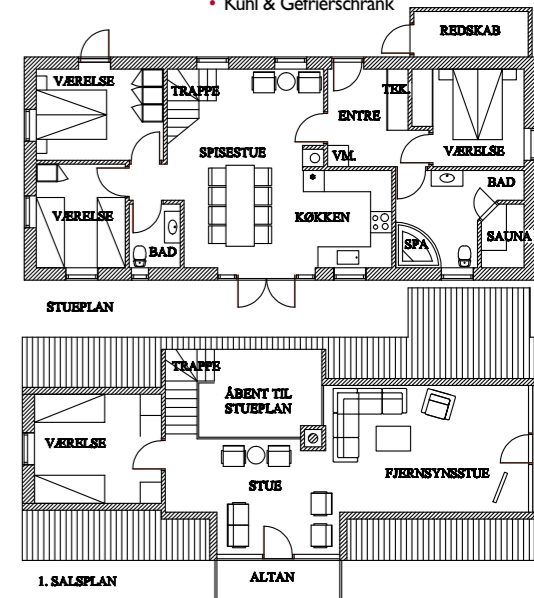 • Kühl & Gefrierschrank
REDSKAB
VÆRELSE
TRAPPE
TEK.
ENTRE
SPISESTUE
VM.
VÆRELSE
BAD
VÆRELSE
KØKKEN
BAD
SPA
SAUNA
STUEPLAN
TRAPPE
ÅBENT TIL
STUEPLAN
VÆRELSE
FJERNSYNSSTUE
STUE
1. SALSPLAN
ALTAN